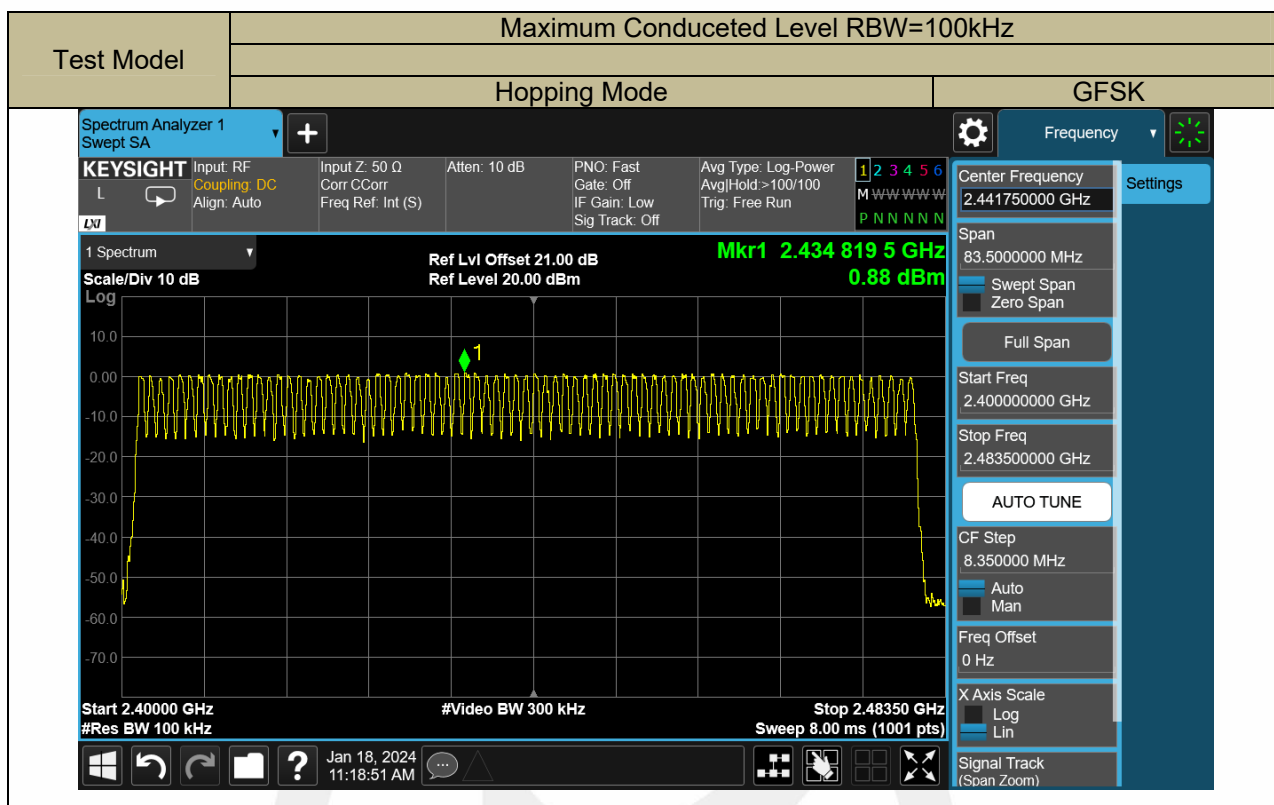 Test Model
Maximum Conduceted Level RBW=100kHz
Hopping Mode
GFSK
Spectrum Analyzer 1
Swept SA
Frequency
KEYSIGHT
L
LXI
Input: RF
Coupling: DC
Align: Auto
Input Z: 50 Ω
Corr CCorr
Freq Ref: Int (S)
Atten: 10 dB
PNO: Fast
Gate: Off
IF Gain: Low
Sig Track: Off
Avg Type: Log-Power
Avg|Hold:>100/100
Trig: Free Run
1 2 3 4 5 6
M W W W W W
P N N N N N
1 Spectrum
Scale/Div 10 dB
Log
Ref Lvl Offset 21.00 dB
Ref Level 20.00 dBm
Mkr1 2.434 819 5 GHz
0.88 dBm
1
10.0
0.00
-10.0
-20.0
-30.0
-40.0
-50.0
-60.0
-70.0
Start 2.40000 GHz
#Res BW 100 kHz
#Video BW 300 kHz
Stop 2.48350 GHz
Sweep 8.00 ms (1001 pts)
Center Frequency
2.441750000 GHz
Settings
Span
83.5000000 MHz
Swept Span
Zero Span
Full Span
Start Freq
2.400000000 GHz
Stop Freq
2.483500000 GHz
AUTO TUNE
CF Step
8.350000 MHz
Auto
Man
Freq Offset
0 Hz
X Axis Scale
Log
Lin
Signal Track
(Span Zoom)
?
Jan 18, 2024
11:18:51 AM